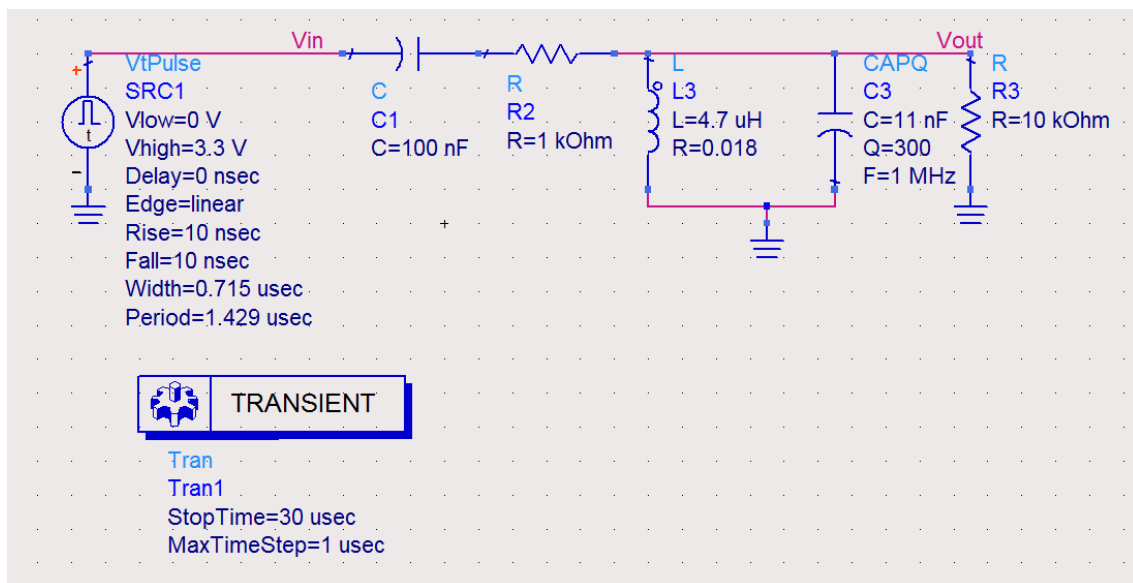 Vin
Vout
+
VtPulse
SRC1
Vlow=0 V
Vhigh=3.3 V
Delay=0 nsec
Edge=linear
Rise=10 nsec
Fall=10 nsec
Width=0.715 usec
Period=1.429 usec
t
-
C
C1
C=100 nF
R
R2
R=1 kOhm
L
L3
L=4.7 uH
R=0.018
CAPQ
C3
C=11 nF
Q=300
F=1 MHz
R
R3
R=10 kOhm
TRANSIENT
Tran
Tran1
StopTime=30 usec
MaxTimeStep=1 usec